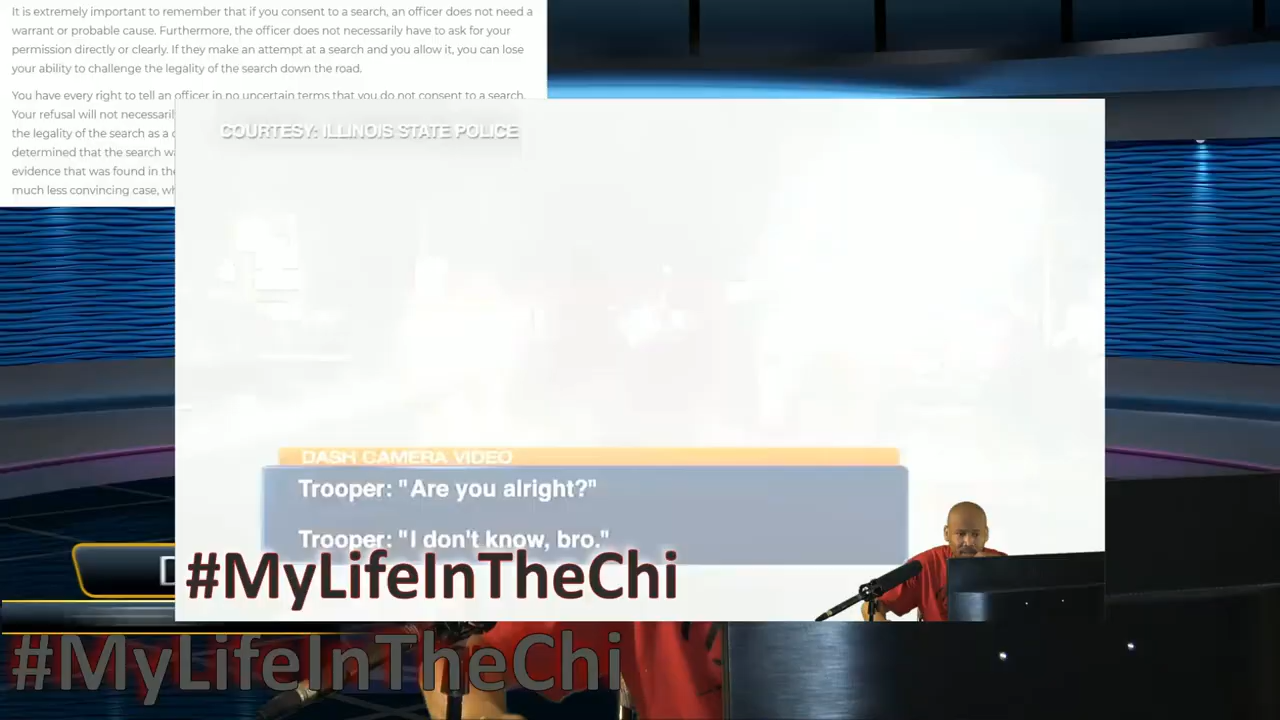 It is extremely important to remember that if you consent to a search, an officer does not need a
warrant or probable cause. Furthermore, the officer does not necessarily have to ask for your
permission directly or clearly. If they make an attempt at a search and you allow it, you can lose
your ability to challenge the legality of the search down the road.
You have every right to tell an officer in no uncertain terms that you do not consent to a search.
Your refusal will not
the legality of the search as a
determined that the search
evidence that was found in the
much less convincing case,
COURTESY: ILLINOIS STATE POLICE
DASH CAMERA VIDEO
Trooper: "Are you alright?"
Trooper: "I don't know, bro."
#MyLifeInTheChi
#MyLifeInTheChi